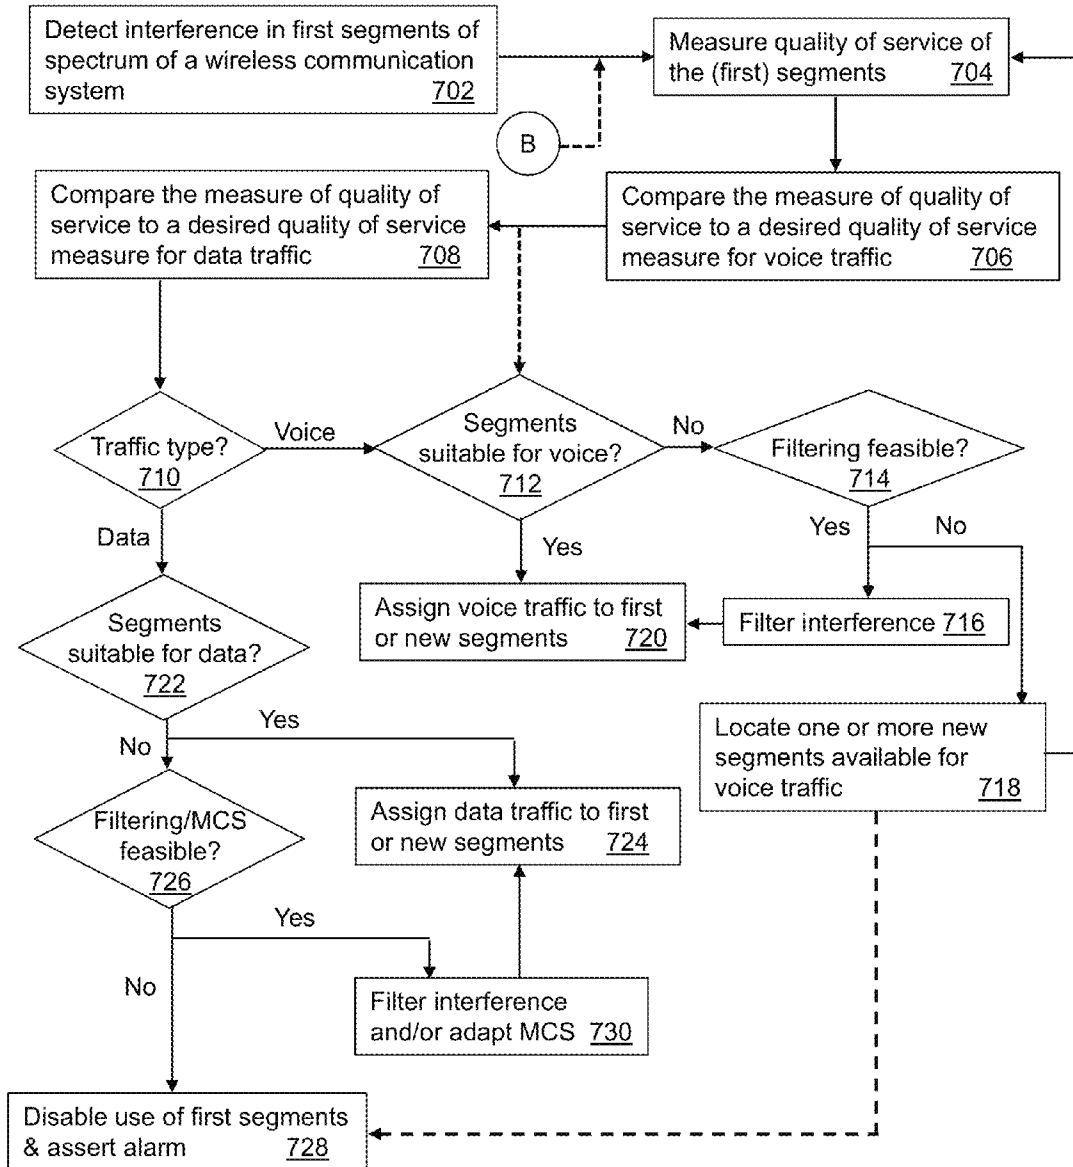 Detect interference in first segments of
spectrum of a wireless communication
system 702
Measure quality of service of
the (first) segments 704
B
Compare the measure of quality of
service to a desired quality of service
measure for data traffic 708
Compare the measure of quality of
service to a desired quality of service
measure for voice traffic 706
Traffic type?
710
Voice
Segments
suitable for voice?
712
No
Filtering feasible?
714
Data
Yes
Yes
No
Segments
suitable for data?
722
Assign voice traffic to first
or new segments 720
Filter interference 716
Yes
No
Locate one or more new
segments available for
voice traffic 718
Filtering/MCS
feasible?
726
Assign data traffic to first
or new segments 724
Yes
No
Filter interference
and/or adapt MCS 730
Disable use of first segments
& assert alarm 728